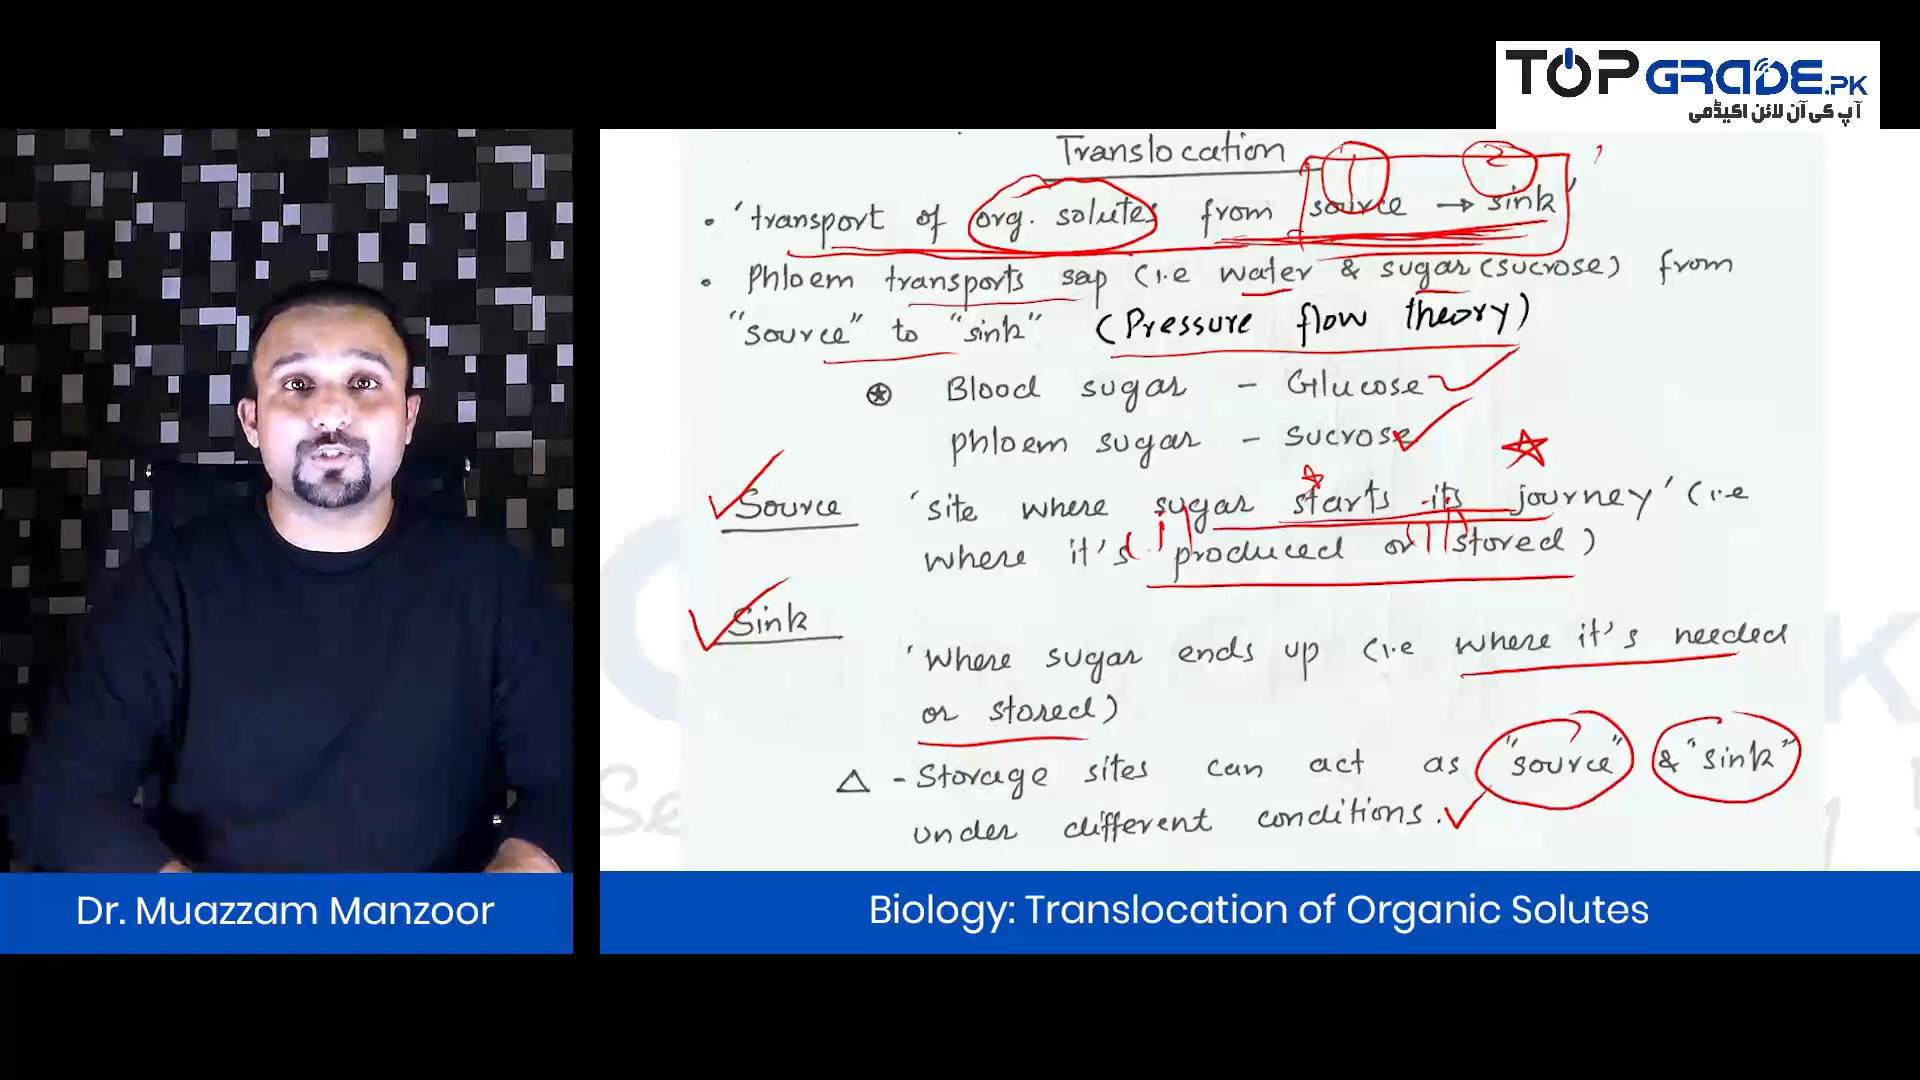 TOPGRADE.PK
آپ کی آن لائن اکیڈمی
Translocation
1 2
• 'transport of org. solutes from source → sink'
• Phloem transports sap (i.e water & sugar (sucrose) from
"source" to "sink" (Pressure flow theory)
Blood sugar - Glucose
phloem sugar - Sucrose
Source 'site where sugar starts its journey' (i.e
where it's produced or stored)
Sink
'Where sugar ends up (i.e where it's needed
or stored)
△ - Storage sites can act as "source" & "sink"
under different conditions.
Dr. Muazzam Manzoor
Biology: Translocation of Organic Solutes